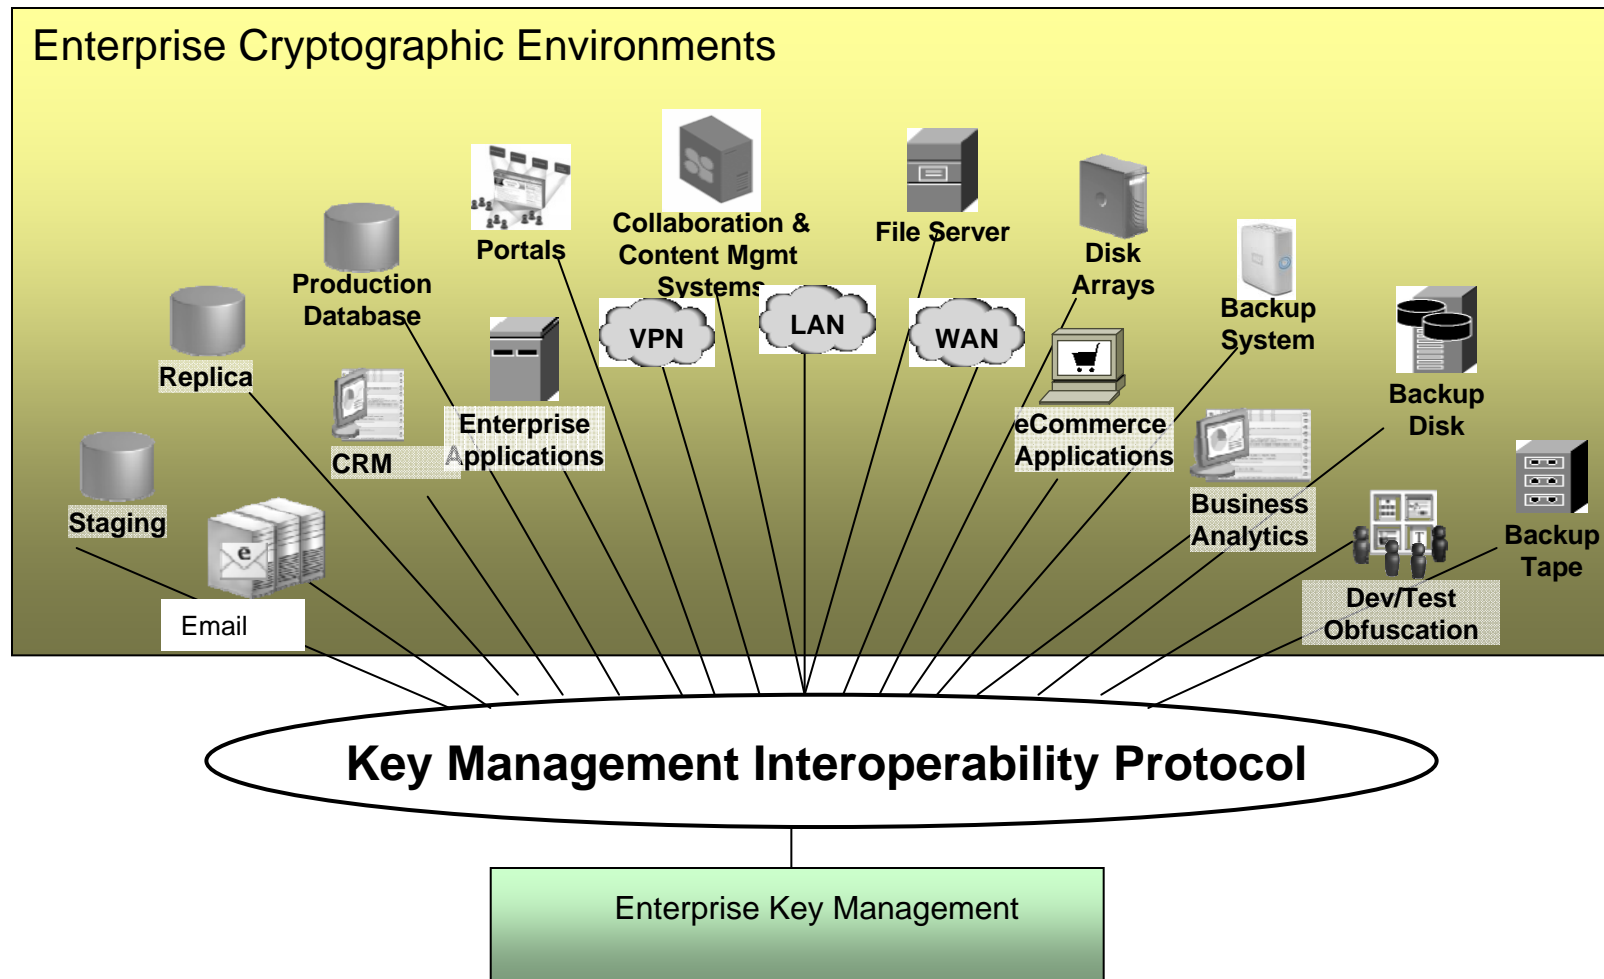 Enterprise Cryptographic Environments
Portals
Collaboration &
Content Mgmt
Systems
File Server
Disk
Arrays
Production
Database
Backup
System
Replica
VPN
LAN
WAN
Backup
Disk
CRM
Enterprise
Applications
eCommerce
Applications
Staging
Business
Analytics
Backup
Tape
e
Email
T
Dev/Test
Obfuscation
Key Management Interoperability Protocol
Enterprise Key Management